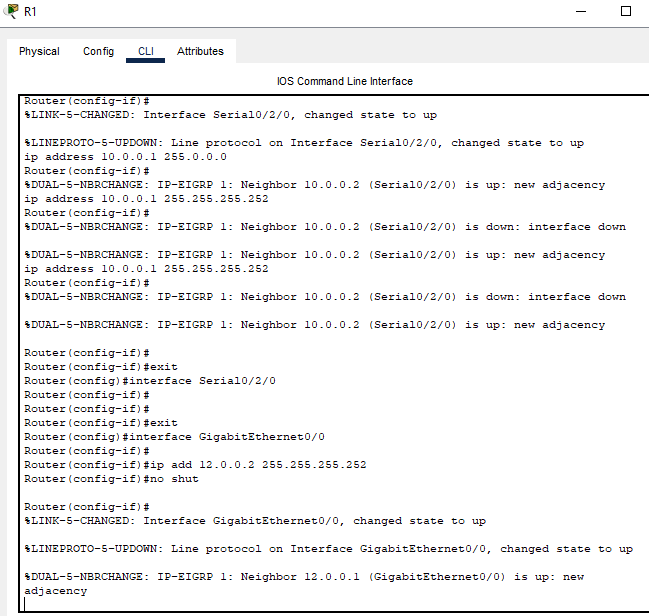 R1
Physical Config CLI Attributes
IOS Command Line Interface
Router(config-if)#
%LINK-5-CHANGED: Interface Serial0/2/0, changed state to up
%LINEPROTO-5-UPDOWN: Line protocol on Interface Serial0/2/0, changed state to up
ip address 10.0.0.1 255.0.0.0
Router(config-if)#
%DUAL-5-NBRCHANGE: IP-EIGRP 1: Neighbor 10.0.0.2 (Serial0/2/0) is up: new adjacency
ip address 10.0.0.1 255.255.255.252
Router(config-if)#
%DUAL-5-NBRCHANGE: IP-EIGRP 1: Neighbor 10.0.0.2 (Serial0/2/0) is down: interface down
%DUAL-5-NBRCHANGE: IP-EIGRP 1: Neighbor 10.0.0.2 (Serial0/2/0) is up: new adjacency
ip address 10.0.0.1 255.255.255.252
Router(config-if)#
%DUAL-5-NBRCHANGE: IP-EIGRP 1: Neighbor 10.0.0.2 (Serial0/2/0) is down: interface down
%DUAL-5-NBRCHANGE: IP-EIGRP 1: Neighbor 10.0.0.2 (Serial0/2/0) is up: new adjacency
Router(config-if)#
Router(config-if)#exit
Router(config)#interface Serial0/2/0
Router(config-if)#
Router(config-if)#
Router(config-if)#exit
Router(config)#interface GigabitEthernet0/0
Router(config-if)#
Router(config-if)#ip add 12.0.0.2 255.255.255.252
Router(config-if)#no shut
Router(config-if)#
%LINK-5-CHANGED: Interface GigabitEthernet0/0, changed state to up
%LINEPROTO-5-UPDOWN: Line protocol on Interface GigabitEthernet0/0, changed state to up
%DUAL-5-NBRCHANGE: IP-EIGRP 1: Neighbor 12.0.0.1 (GigabitEthernet0/0) is up: new
adjacency